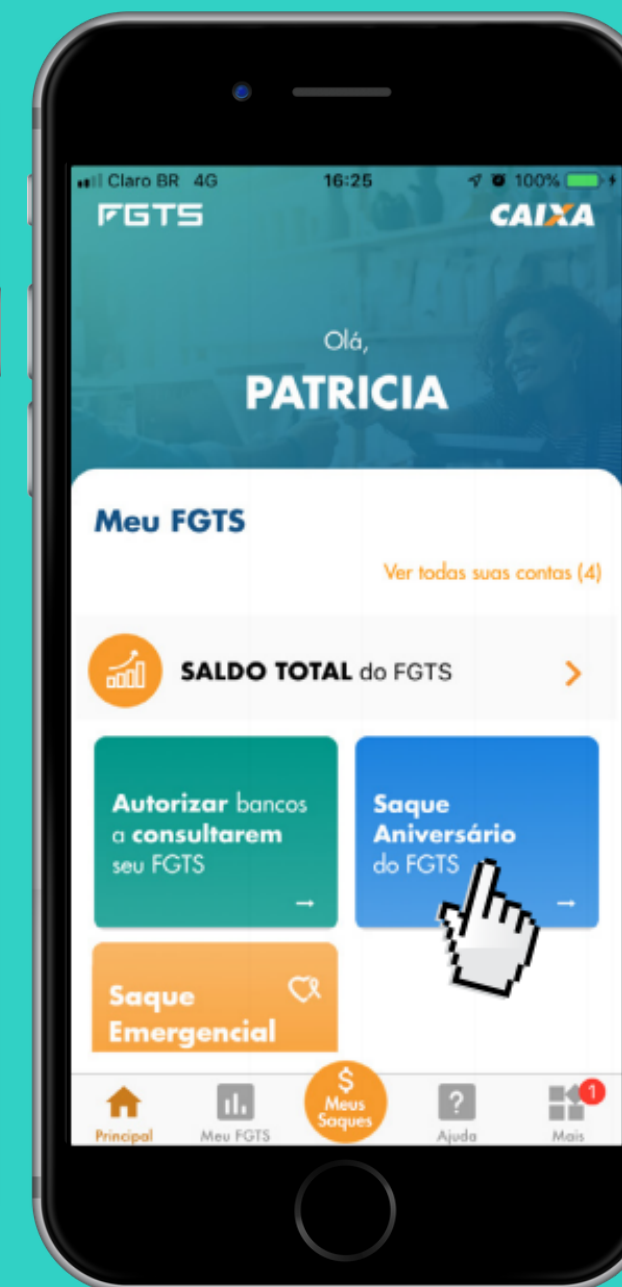 Claro BR 4G 16:25 100%
FGTS CAIXA
Olá,
PATRICIA
Meu FGTS
Ver todas suas contas (4)
SALDO TOTAL do FGTS
Autorizar bancos
a consultarem
seu FGTS
Saque
Aniversário
do FGTS
Saque
Emergencial
$
Meus
Saques
?
1
Principal Meu FGTS Ajuda Mais